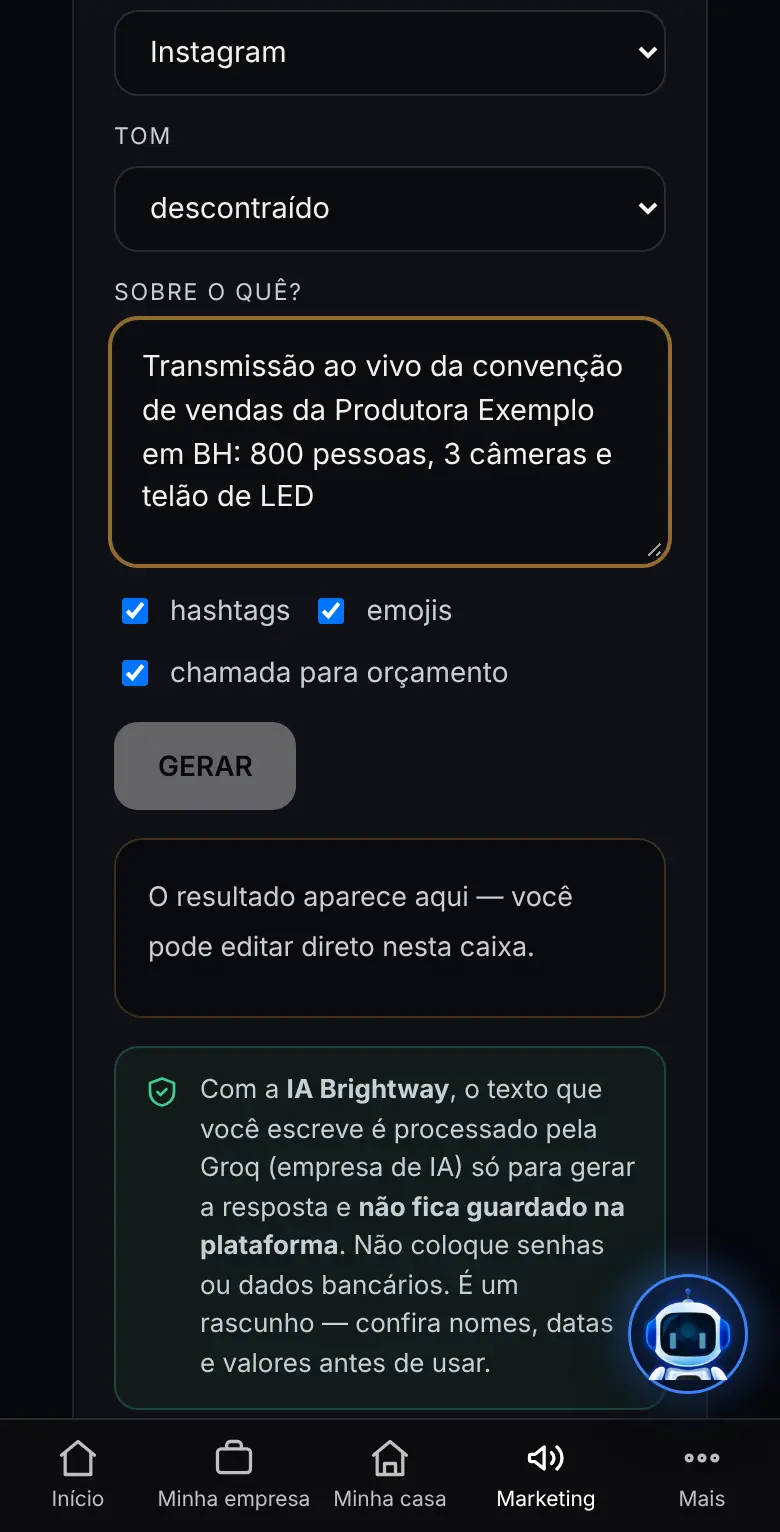 Instagram
TOM
descontraído
SOBRE O QUÊ?
Transmissão ao vivo da convenção
de vendas da Produtora Exemplo
em BH: 800 pessoas, 3 câmeras e
telão de LED
hashtags emojis
chamada para orçamento
GERAR
O resultado aparece aqui — você
pode editar direto nesta caixa.
Com a IA Brightway, o texto que
você escreve é processado pela
Groq (empresa de IA) só para gerar
a resposta e não fica guardado na
plataforma. Não coloque senhas
ou dados bancários. É um
rascunho — confira nomes, datas
e valores antes de usar.
Início Minha empresa Minha casa Marketing Mais